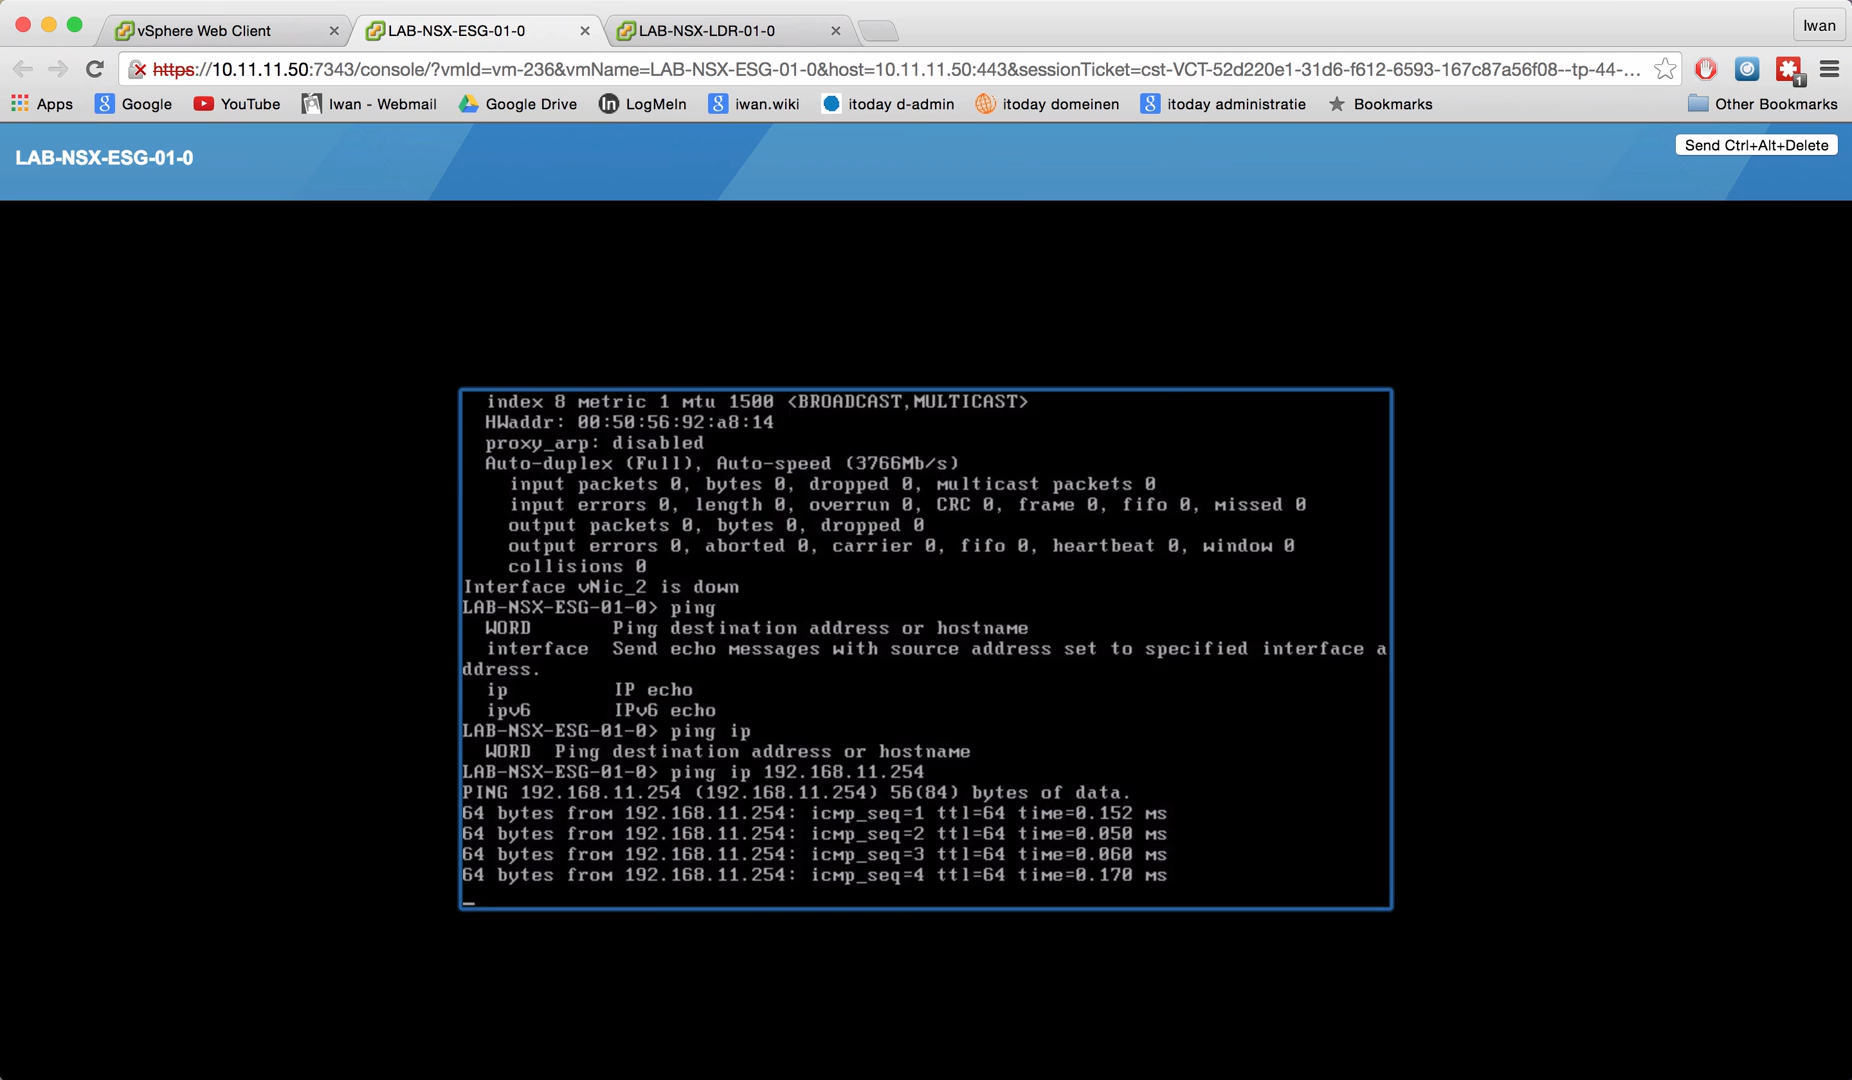 vSphere Web Client
LAB-NSX-ESG-01-0
LAB-NSX-LDR-01-0
Iwan
https://10.11.11.50:7343/console/?vmId=vm-236&vmName=LAB-NSX-ESG-01-0&host=10.11.11.50:443&sessionTicket=cst-VCT-52d220e1-31d6-f612-6593-167c87a56f08--tp-44-...
1
Apps
Google
YouTube
Iwan - Webmail
Google Drive
LogMeIn
iwan.wiki
itoday d-admin
itoday domeinen
itoday administratie
Bookmarks
Other Bookmarks
LAB-NSX-ESG-01-0
Send Ctrl+Alt+Delete
index 8 metric 1 mtu 1500 <BROADCAST,MULTICAST>
HWaddr: 00:50:56:92:a8:14
proxy_arp: disabled
Auto-duplex (Full), Auto-speed (3766Mb/s)
input packets 0, bytes 0, dropped 0, multicast packets 0
input errors 0, length 0, overrun 0, CRC 0, frame 0, fifo 0, missed 0
output packets 0, bytes 0, dropped 0
output errors 0, aborted 0, carrier 0, fifo 0, heartbeat 0, window 0
collisions 0
Interface vNic_2 is down
LAB-NSX-ESG-01-0> ping
WORD Ping destination address or hostname
interface Send echo messages with source address set to specified interface a
ddress.
ip IP echo
ipv6 IPv6 echo
LAB-NSX-ESG-01-0> ping ip
WORD Ping destination address or hostname
LAB-NSX-ESG-01-0> ping ip 192.168.11.254
PING 192.168.11.254 (192.168.11.254) 56(84) bytes of data.
64 bytes from 192.168.11.254: icmp_seq=1 ttl=64 time=0.152 ms
64 bytes from 192.168.11.254: icmp_seq=2 ttl=64 time=0.050 ms
64 bytes from 192.168.11.254: icmp_seq=3 ttl=64 time=0.060 ms
64 bytes from 192.168.11.254: icmp_seq=4 ttl=64 time=0.170 ms